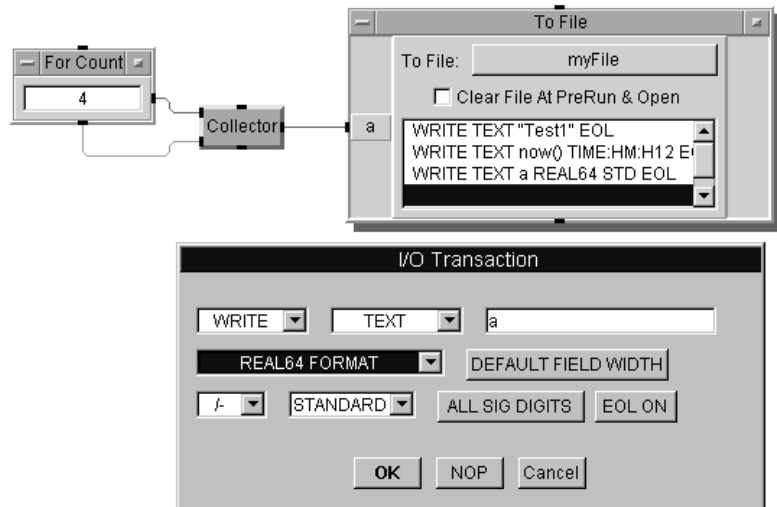 To File
For Count
4
To File: myFile
Clear File At PreRun & Open
Collector
a
WRITE TEXT "Test1" EOL
WRITE TEXT now() TIME:HM:H12 E
WRITE TEXT a REAL64 STD EOL
I/O Transaction
WRITE TEXT a
REAL64 FORMAT DEFAULT FIELD WIDTH
/- STANDARD ALL SIG DIGITS EOL ON
OK NOP Cancel